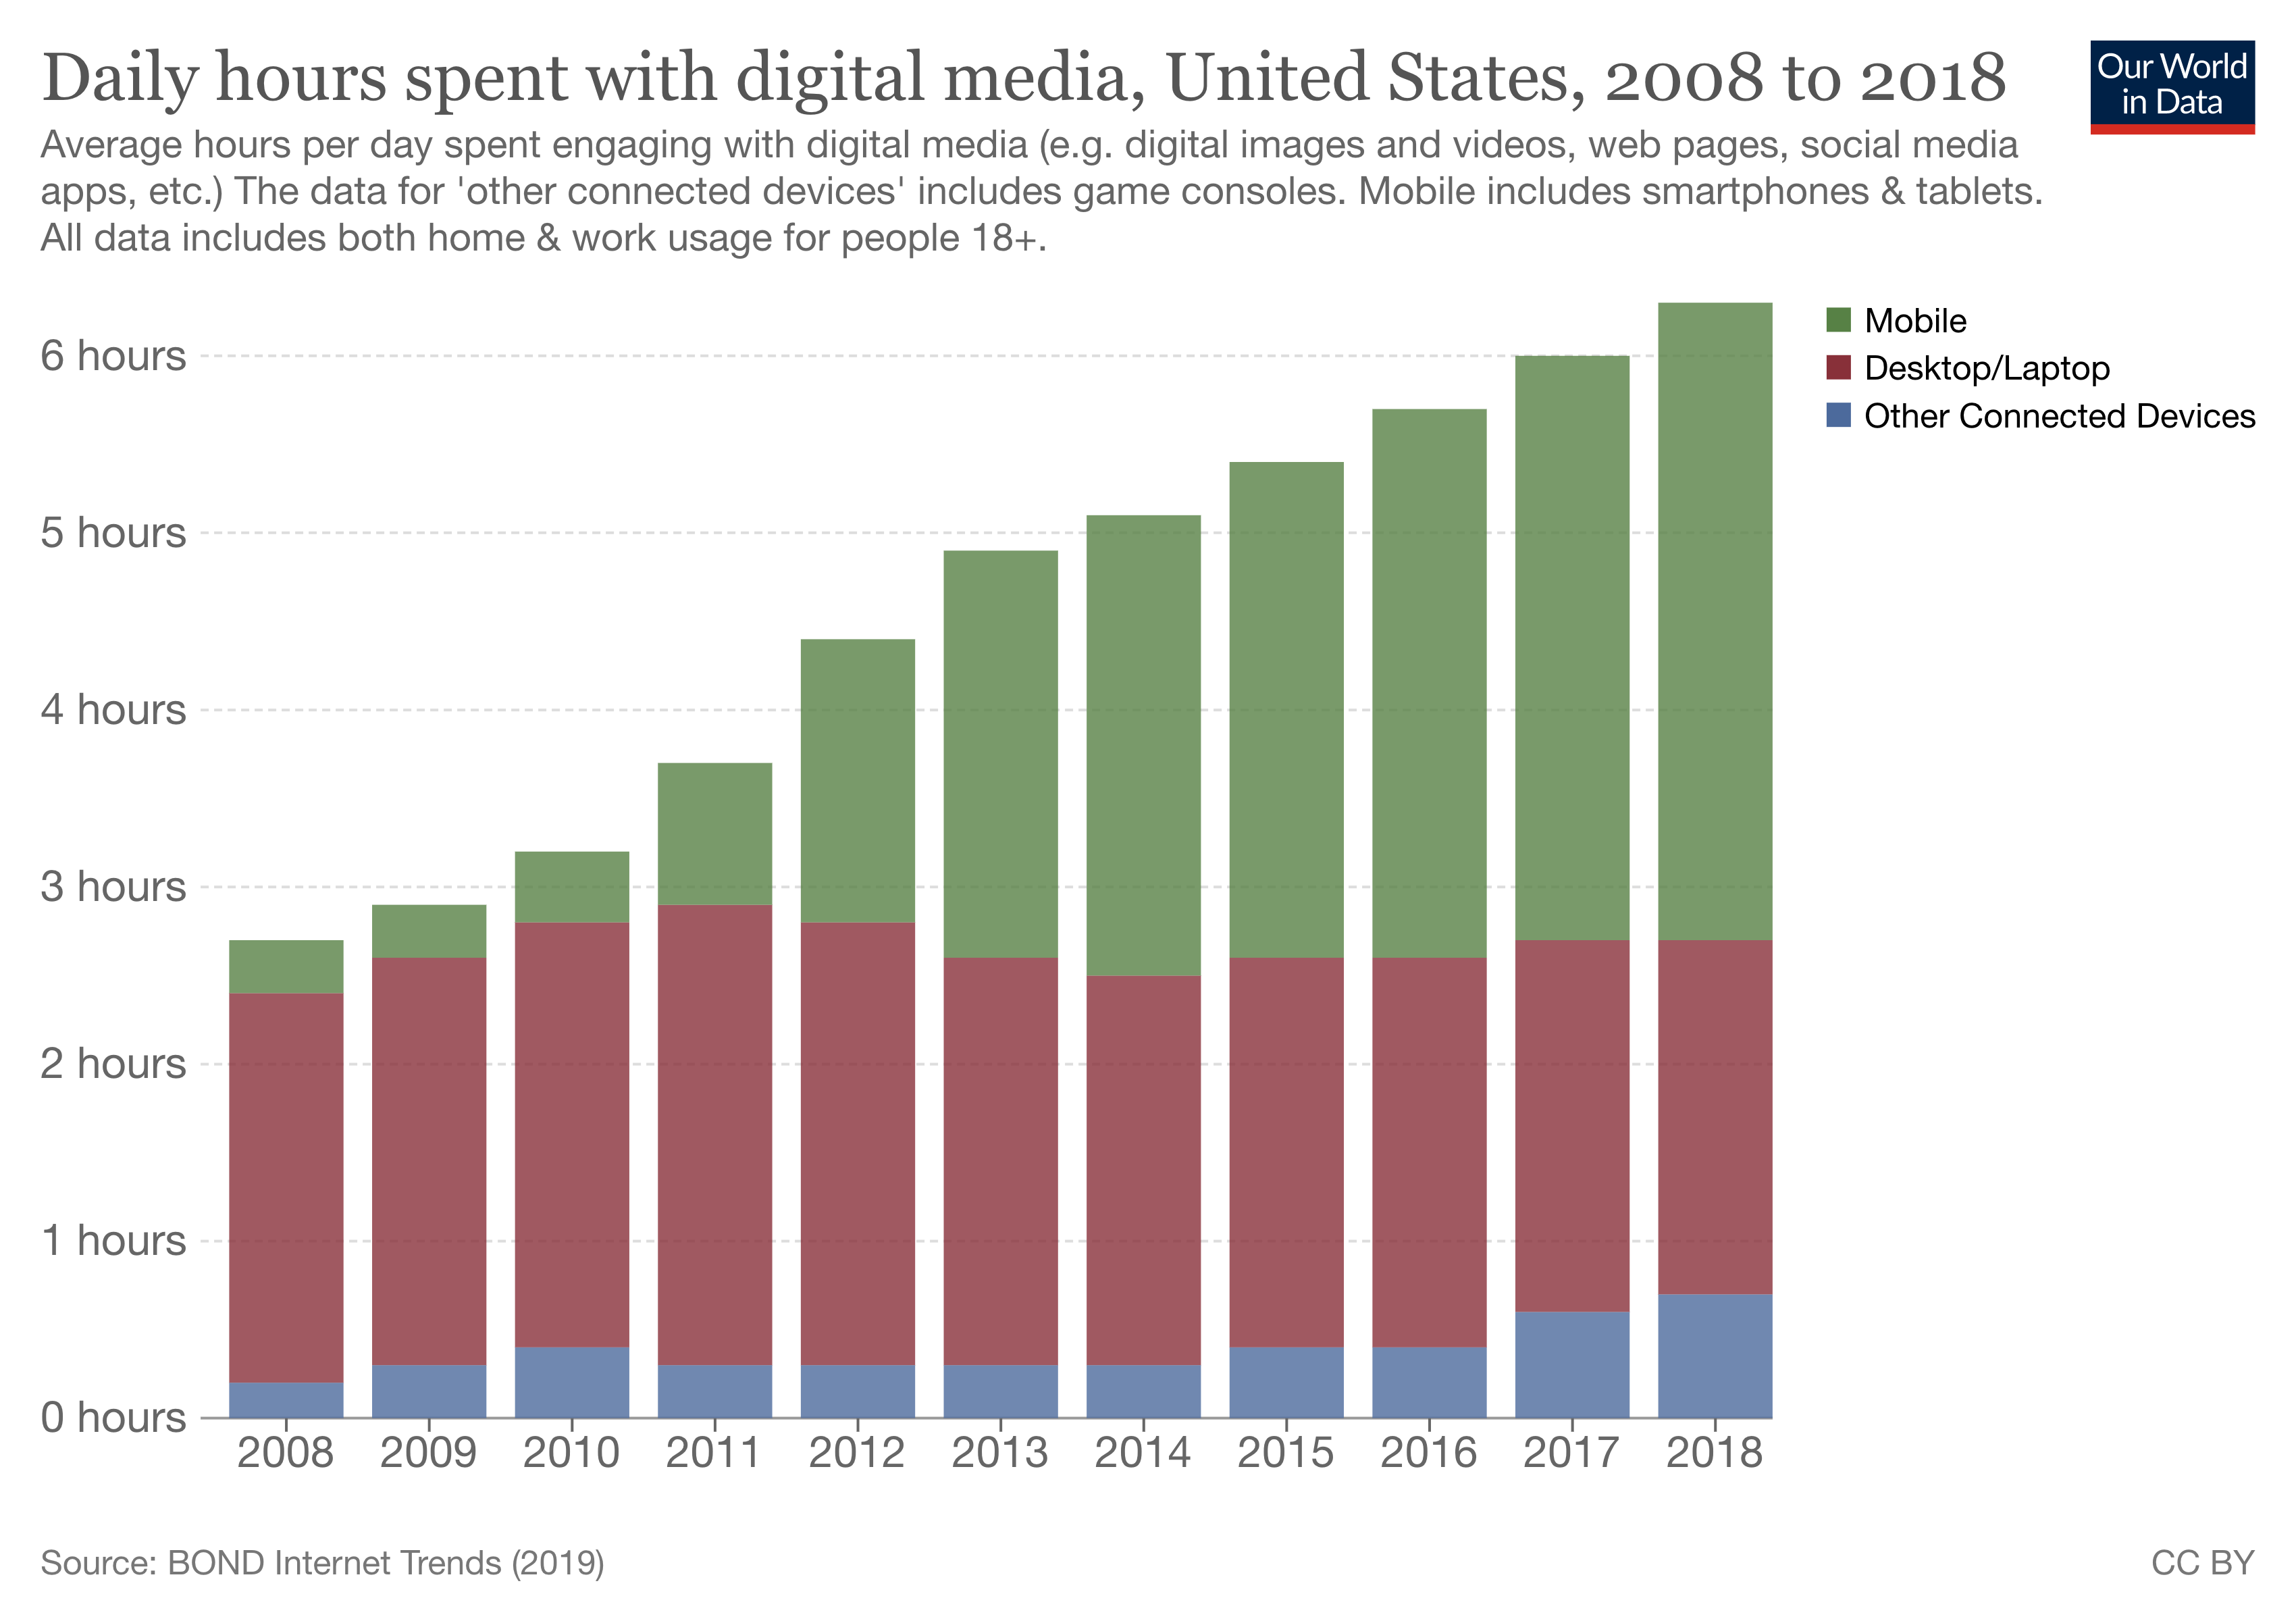 Daily hours spent with digital media, United States, 2008 to 2018
Our World
in Data
Average hours per day spent engaging with digital media (e.g. digital images and videos, web pages, social media
apps, etc.) The data for 'other connected devices' includes game consoles. Mobile includes smartphones & tablets.
All data includes both home & work usage for people 18+.
Mobile
Desktop/Laptop
Other Connected Devices
6 hours
5 hours
4 hours
3 hours
2 hours
1 hours
0 hours
2008 2009 2010 2011 2012 2013 2014 2015 2016 2017 2018
Source: BOND Internet Trends (2019)
CC BY